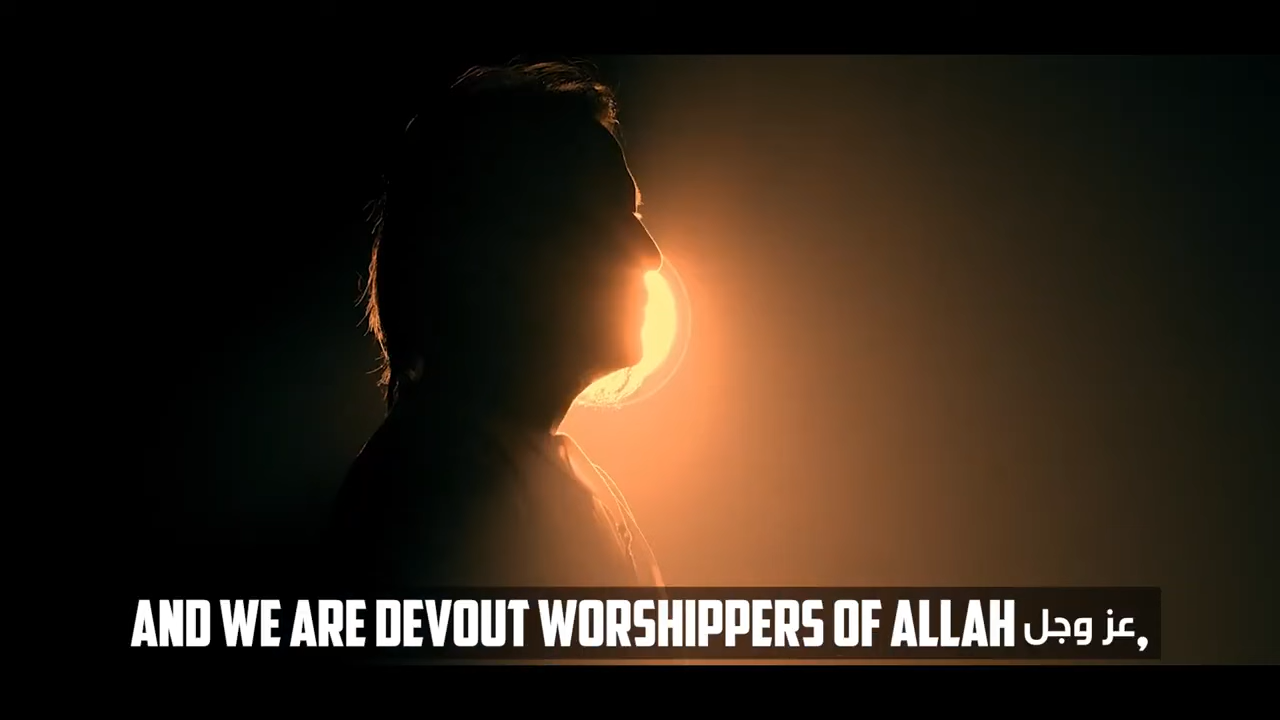 AND WE ARE DEVOUT WORSHIPPERS OF ALLAH عز وجل,